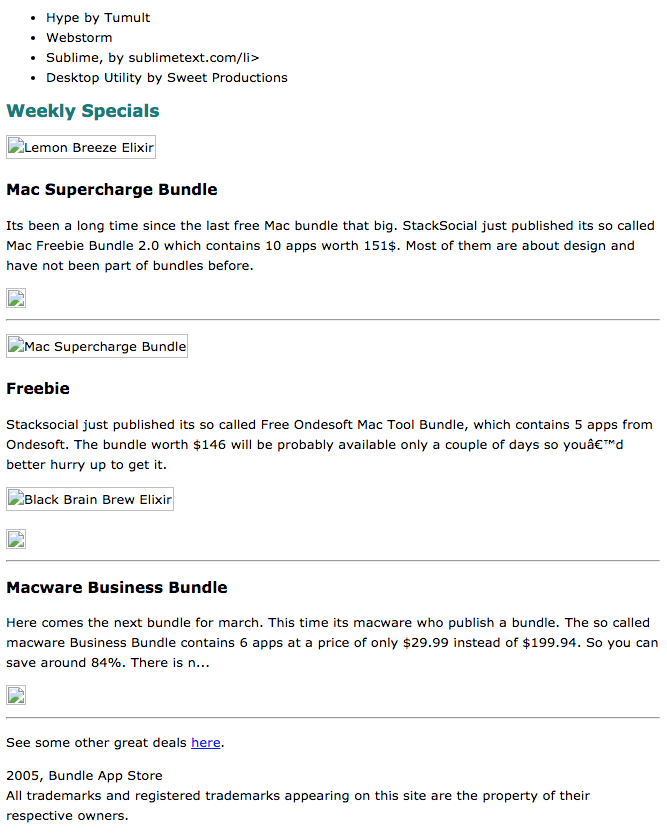 Hype by Tumult
Webstorm
Sublime, by sublimetext.com/li>
Desktop Utility by Sweet Productions
Weekly Specials
Lemon Breeze Elixir
Mac Supercharge Bundle
Its been a long time since the last free Mac bundle that big. StackSocial just published its so called
Mac Freebie Bundle 2.0 which contains 10 apps worth 151$. Most of them are about design and
have not been part of bundles before.
Mac Supercharge Bundle
Freebie
Stacksocial just published its so called Free Ondesoft Mac Tool Bundle, which contains 5 apps from
Ondesoft. The bundle worth $146 will be probably available only a couple of days so youâ€™d
better hurry up to get it.
Black Brain Brew Elixir
Macware Business Bundle
Here comes the next bundle for march. This time its macware who publish a bundle. The so called
macware Business Bundle contains 6 apps at a price of only $29.99 instead of $199.94. So you can
save around 84%. There is n...
See some other great deals here.
2005, Bundle App Store
All trademarks and registered trademarks appearing on this site are the property of their
respective owners.